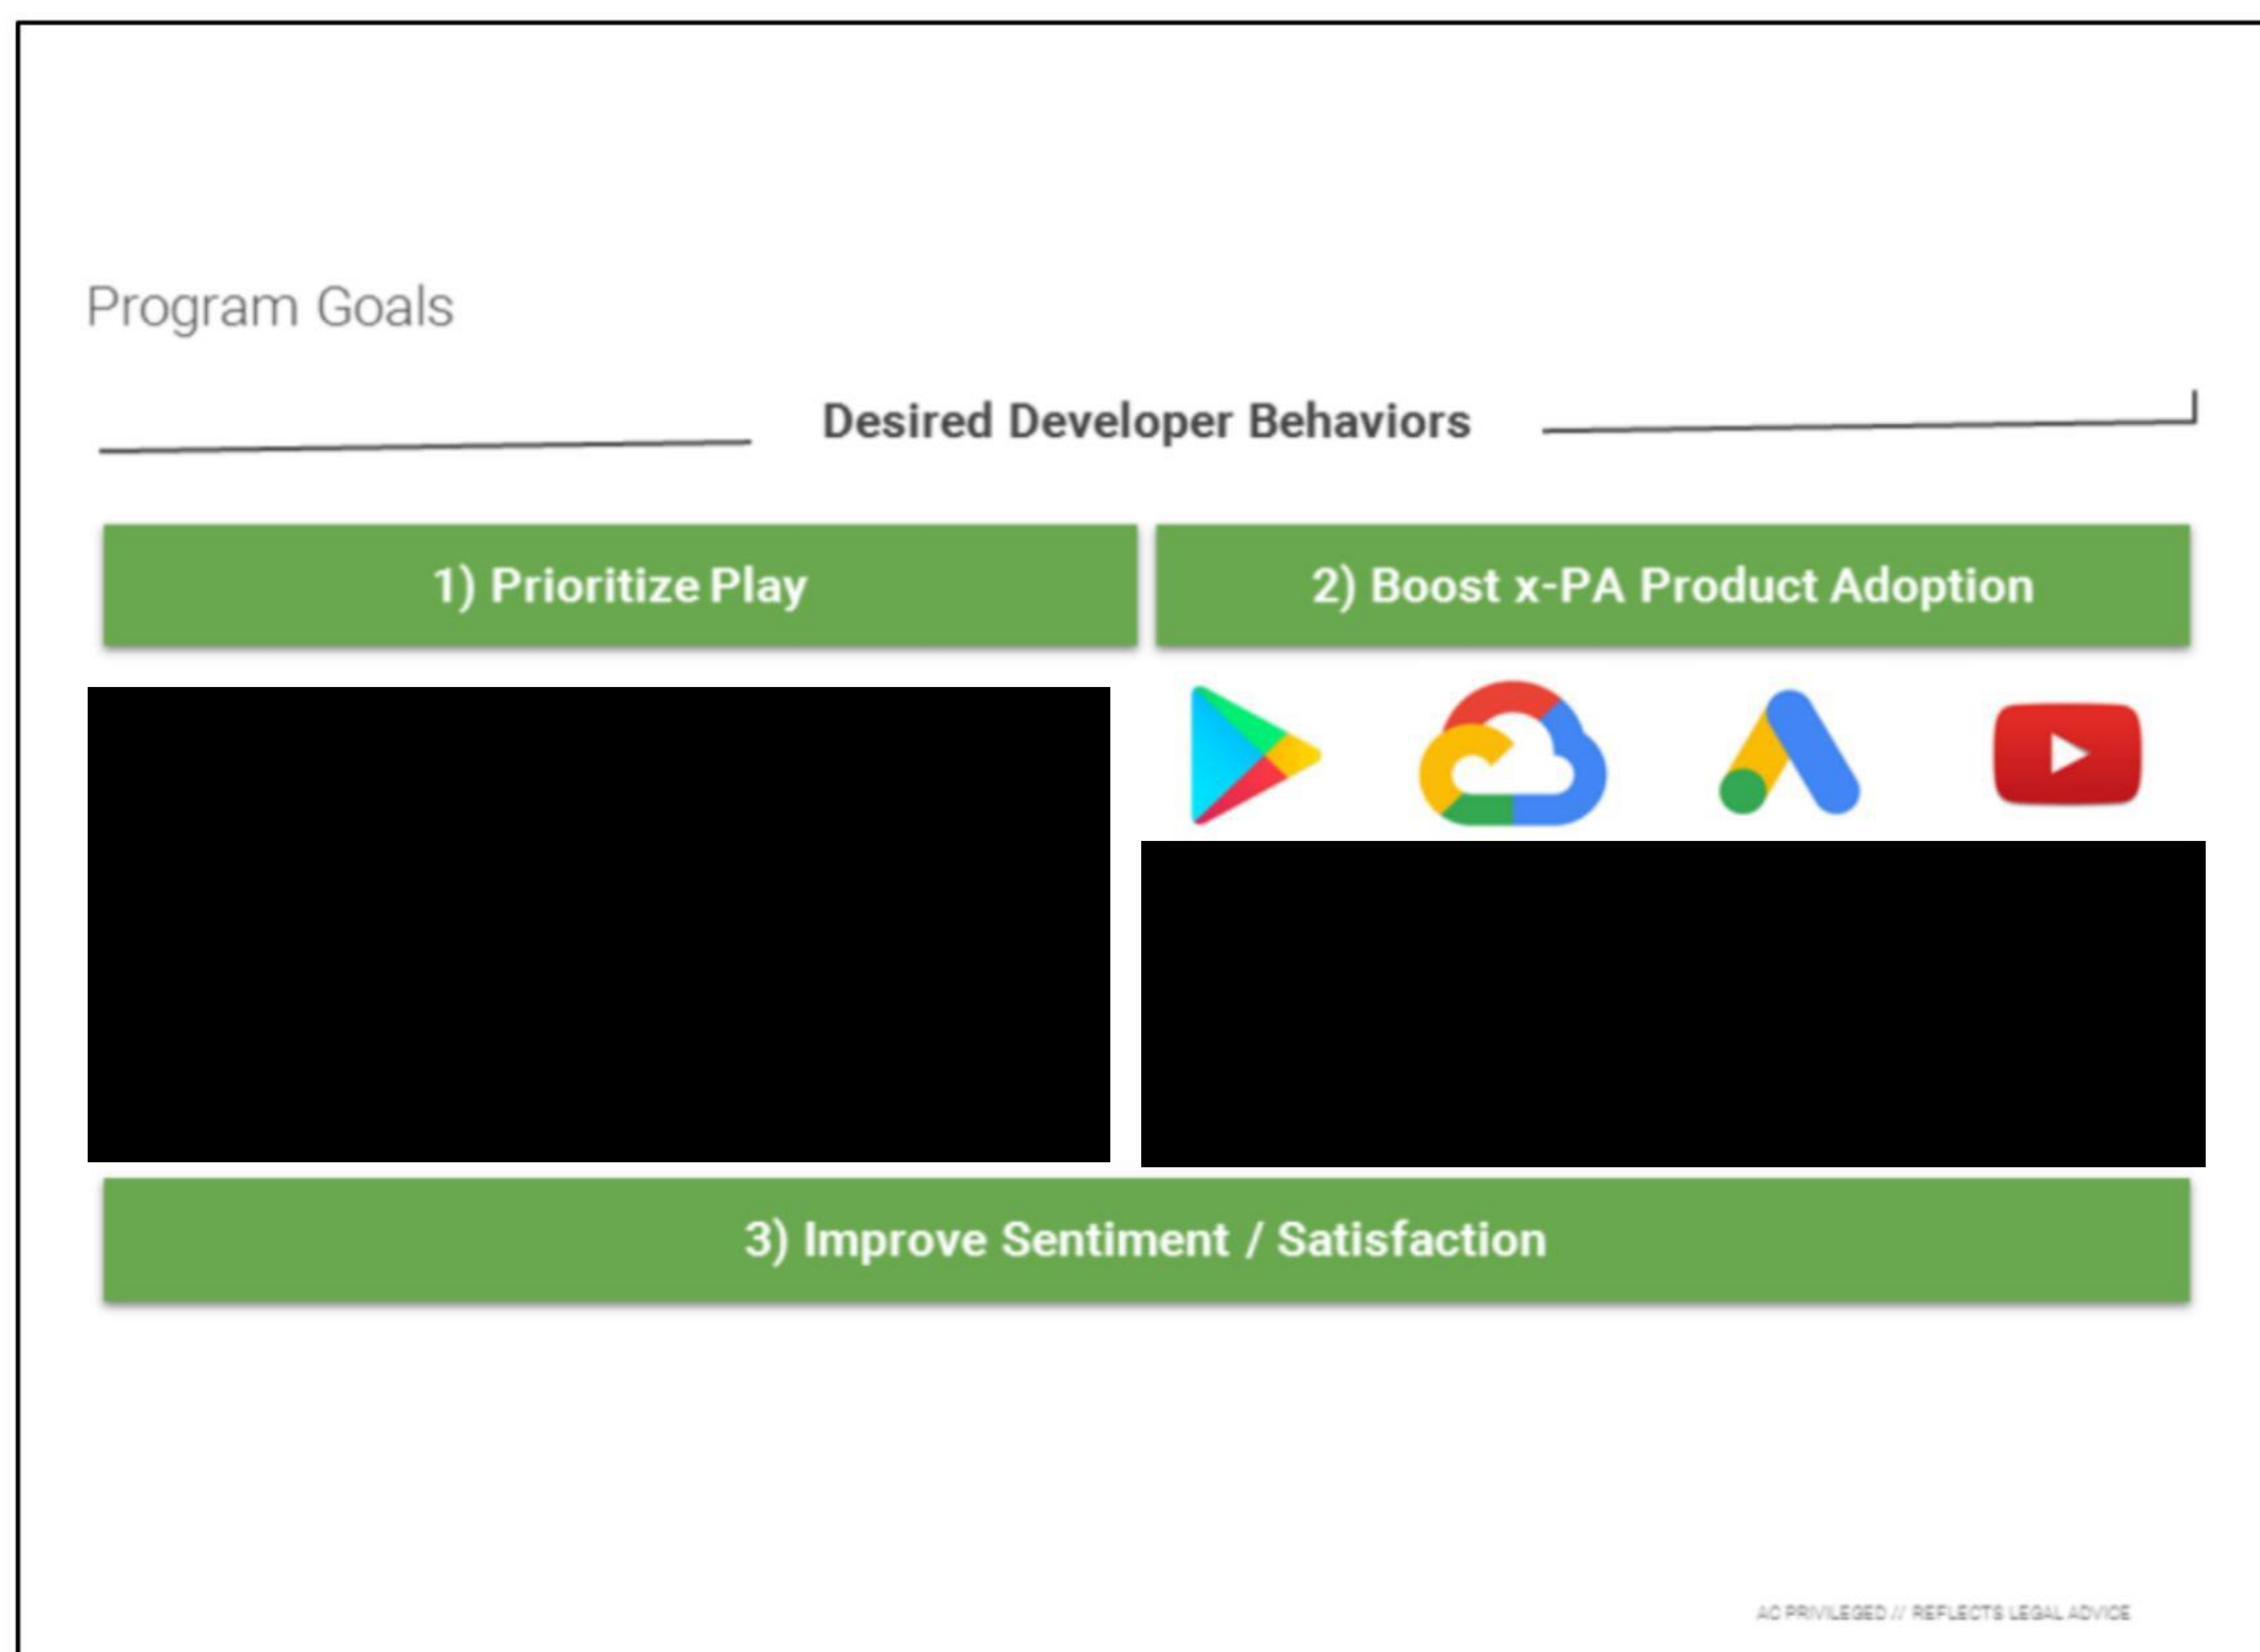 Program Goals
Desired Developer Behaviors
1) Prioritize Play
2) Boost x-PA Product Adoption
3) Improve Sentiment / Satisfaction
AC PRIVILEGED // REFLECTS LEGAL ADVICE